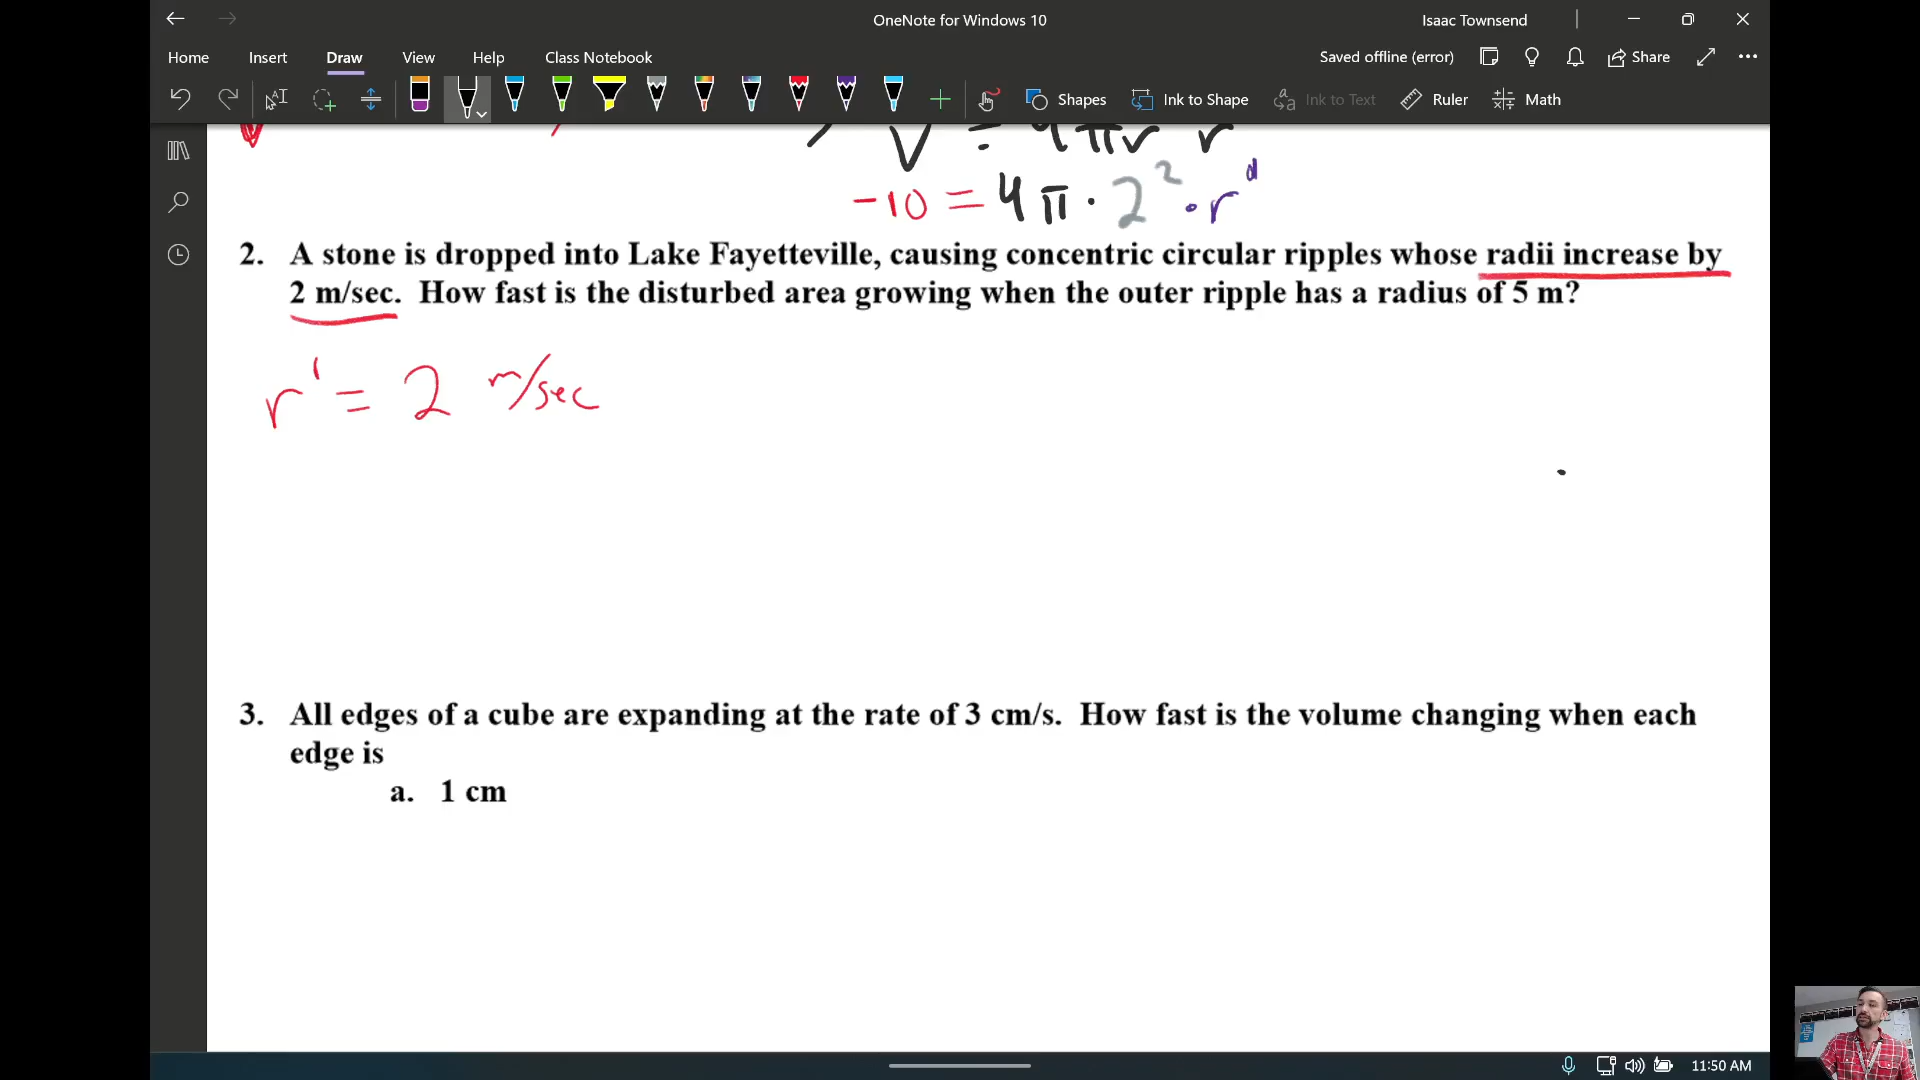 OneNote for Windows 10
Isaac Townsend
Home Insert Draw View Help Class Notebook
Saved offline (error) Share
Shapes Ink to Shape Ink to Text Ruler Math
V = 4πr r
-10 = 4π · 2² · r'
2. A stone is dropped into Lake Fayetteville, causing concentric circular ripples whose radii increase by
2 m/sec. How fast is the disturbed area growing when the outer ripple has a radius of 5 m?
r' = 2 m/sec
3. All edges of a cube are expanding at the rate of 3 cm/s. How fast is the volume changing when each
edge is
a. 1 cm
11:50 AM